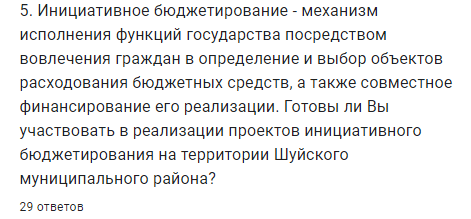 5. Инициативное бюджетирование - механизм
исполнения функций государства посредством
вовлечения граждан в определение и выбор объектов
расходования бюджетных средств, а также совместное
финансирование его реализации. Готовы ли Вы
участвовать в реализации проектов инициативного
бюджетирования на территории Шуйского
муниципального района?
29 ответов